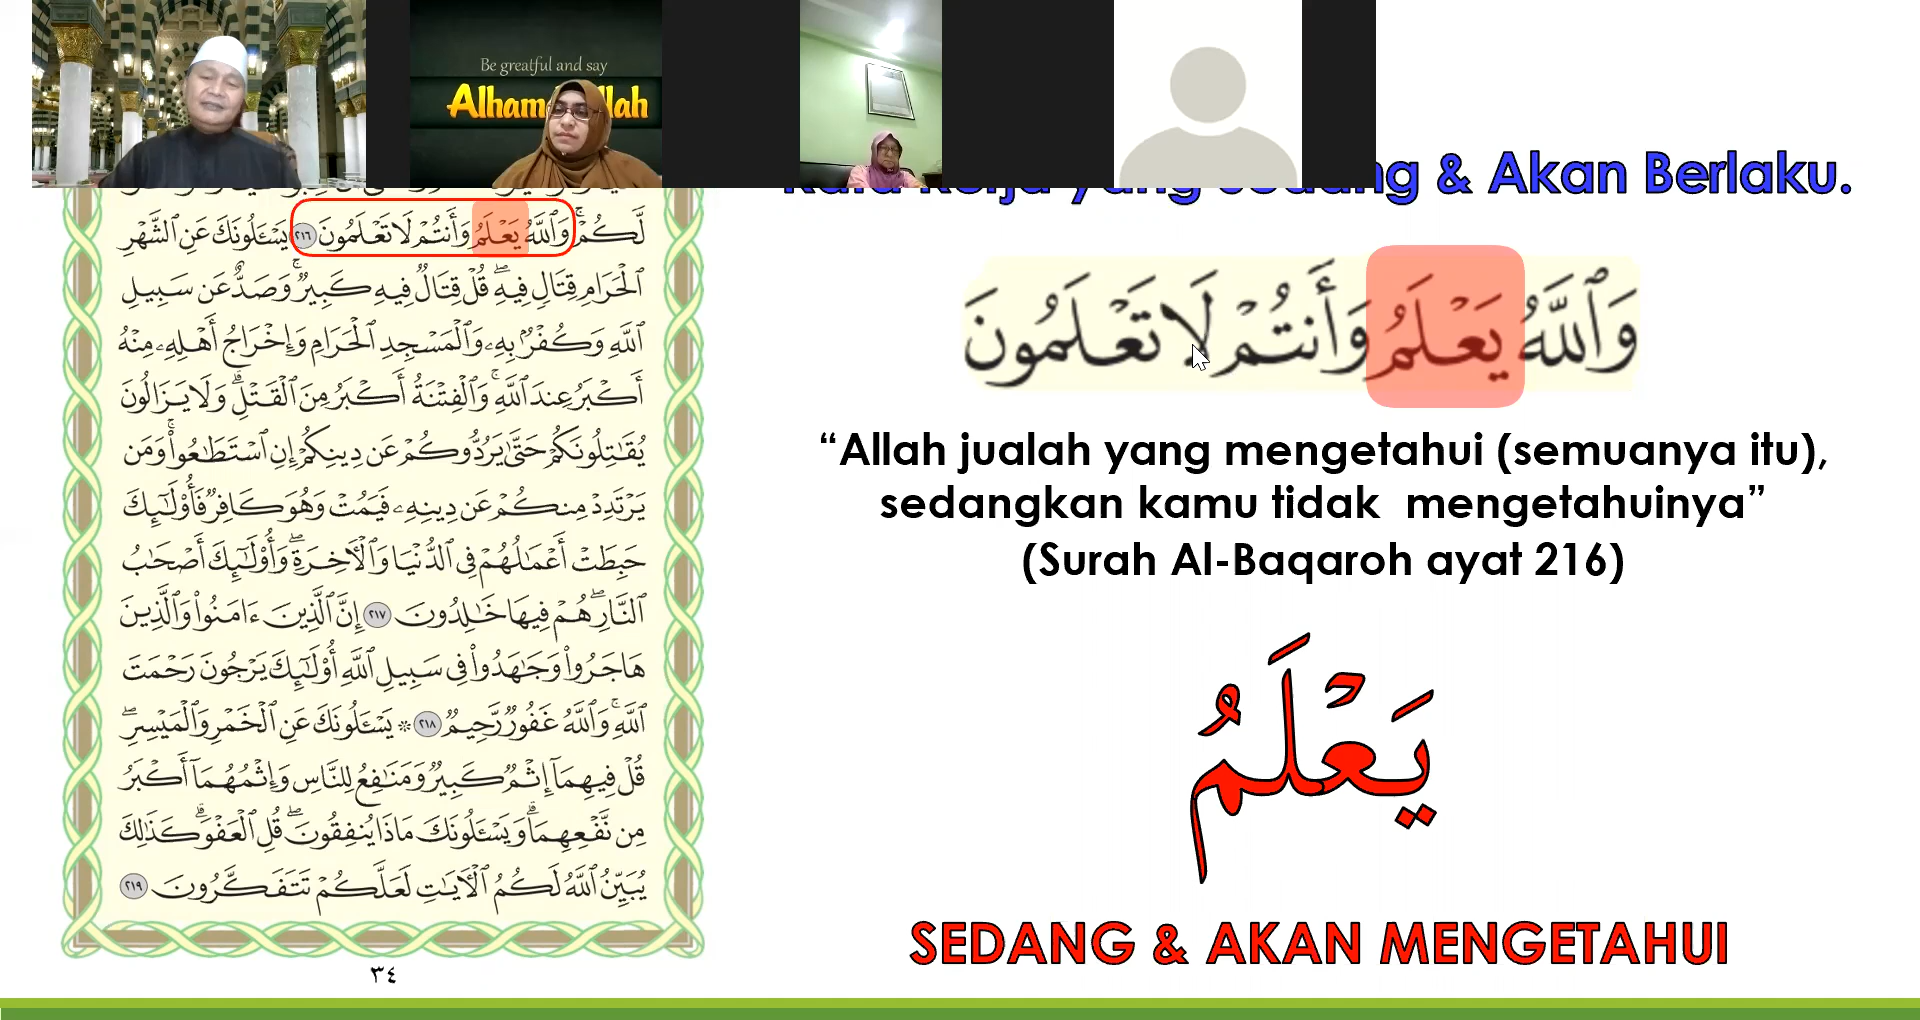 Be greatful and say
& Akan Berlaku.
لَّكُمْۚ وَٱللَّهُ يَعْلَمُ وَأَنتُمْ لَا تَعْلَمُونَ ٢١٦ يَسْـَٔلُونَكَ عَنِ ٱلشَّهْرِ
ٱلْحَرَامِ قِتَالٍ فِيهِۖ قُلْ قِتَالٌ فِيهِ كَبِيرٌۚ وَصَدٌّ عَن سَبِيلِ
ٱللَّهِ وَكُفْرٌۢ بِهِۦ وَٱلْمَسْجِدِ ٱلْحَرَامِ وَإِخْرَاجُ أَهْلِهِۦ مِنْهُ
أَكْبَرُ عِندَ ٱللَّهِۚ وَٱلْفِتْنَةُ أَكْبَرُ مِنَ ٱلْقَتْلِۗ وَلَا يَزَالُونَ
يُقَٰتِلُونَكُمْ حَتَّىٰ يَرُدُّوكُمْ عَن دِينِكُمْ إِنِ ٱسْتَطَٰعُوا۟ۚ وَمَن
يَرْتَدِدْ مِنكُمْ عَن دِينِهِۦ فَيَمُتْ وَهُوَ كَافِرٌ فَأُو۟لَٰٓئِكَ
حَبِطَتْ أَعْمَٰلُهُمْ فِى ٱلدُّنْيَا وَٱلْـَٔاخِرَةِۖ وَأُو۟لَٰٓئِكَ أَصْحَٰبُ
ٱلنَّارِۖ هُمْ فِيهَا خَٰلِدُونَ ٢١٧ إِنَّ ٱلَّذِينَ ءَامَنُوا۟ وَٱلَّذِينَ
هَاجَرُوا۟ وَجَٰهَدُوا۟ فِى سَبِيلِ ٱللَّهِ أُو۟لَٰٓئِكَ يَرْجُونَ رَحْمَتَ
ٱللَّهِۚ وَٱللَّهُ غَفُورٌ رَّحِيمٌ ٢١٨ ۞ يَسْـَٔلُونَكَ عَنِ ٱلْخَمْرِ وَٱلْمَيْسِرِۖ
قُلْ فِيهِمَآ إِثْمٌ كَبِيرٌ وَمَنَٰفِعُ لِلنَّاسِ وَإِثْمُهُمَآ أَكْبَرُ
مِن نَّفْعِهِمَاۗ وَيَسْـَٔلُونَكَ مَاذَا يُنفِقُونَۖ قُلِ ٱلْعَفْوَۗ كَذَٰلِكَ
يُبَيِّنُ ٱللَّهُ لَكُمُ ٱلْـَٔايَٰتِ لَعَلَّكُمْ تَتَفَكَّرُونَ ٢١٩
٣٤
وَٱللَّهُ يَعْلَمُ وَأَنتُمْ لَا تَعْلَمُونَ
“Allah jualah yang mengetahui (semuanya itu),
sedangkan kamu tidak mengetahuinya”
(Surah Al-Baqaroh ayat 216)
يَعْلَمُ
SEDANG & AKAN MENGETAHUI